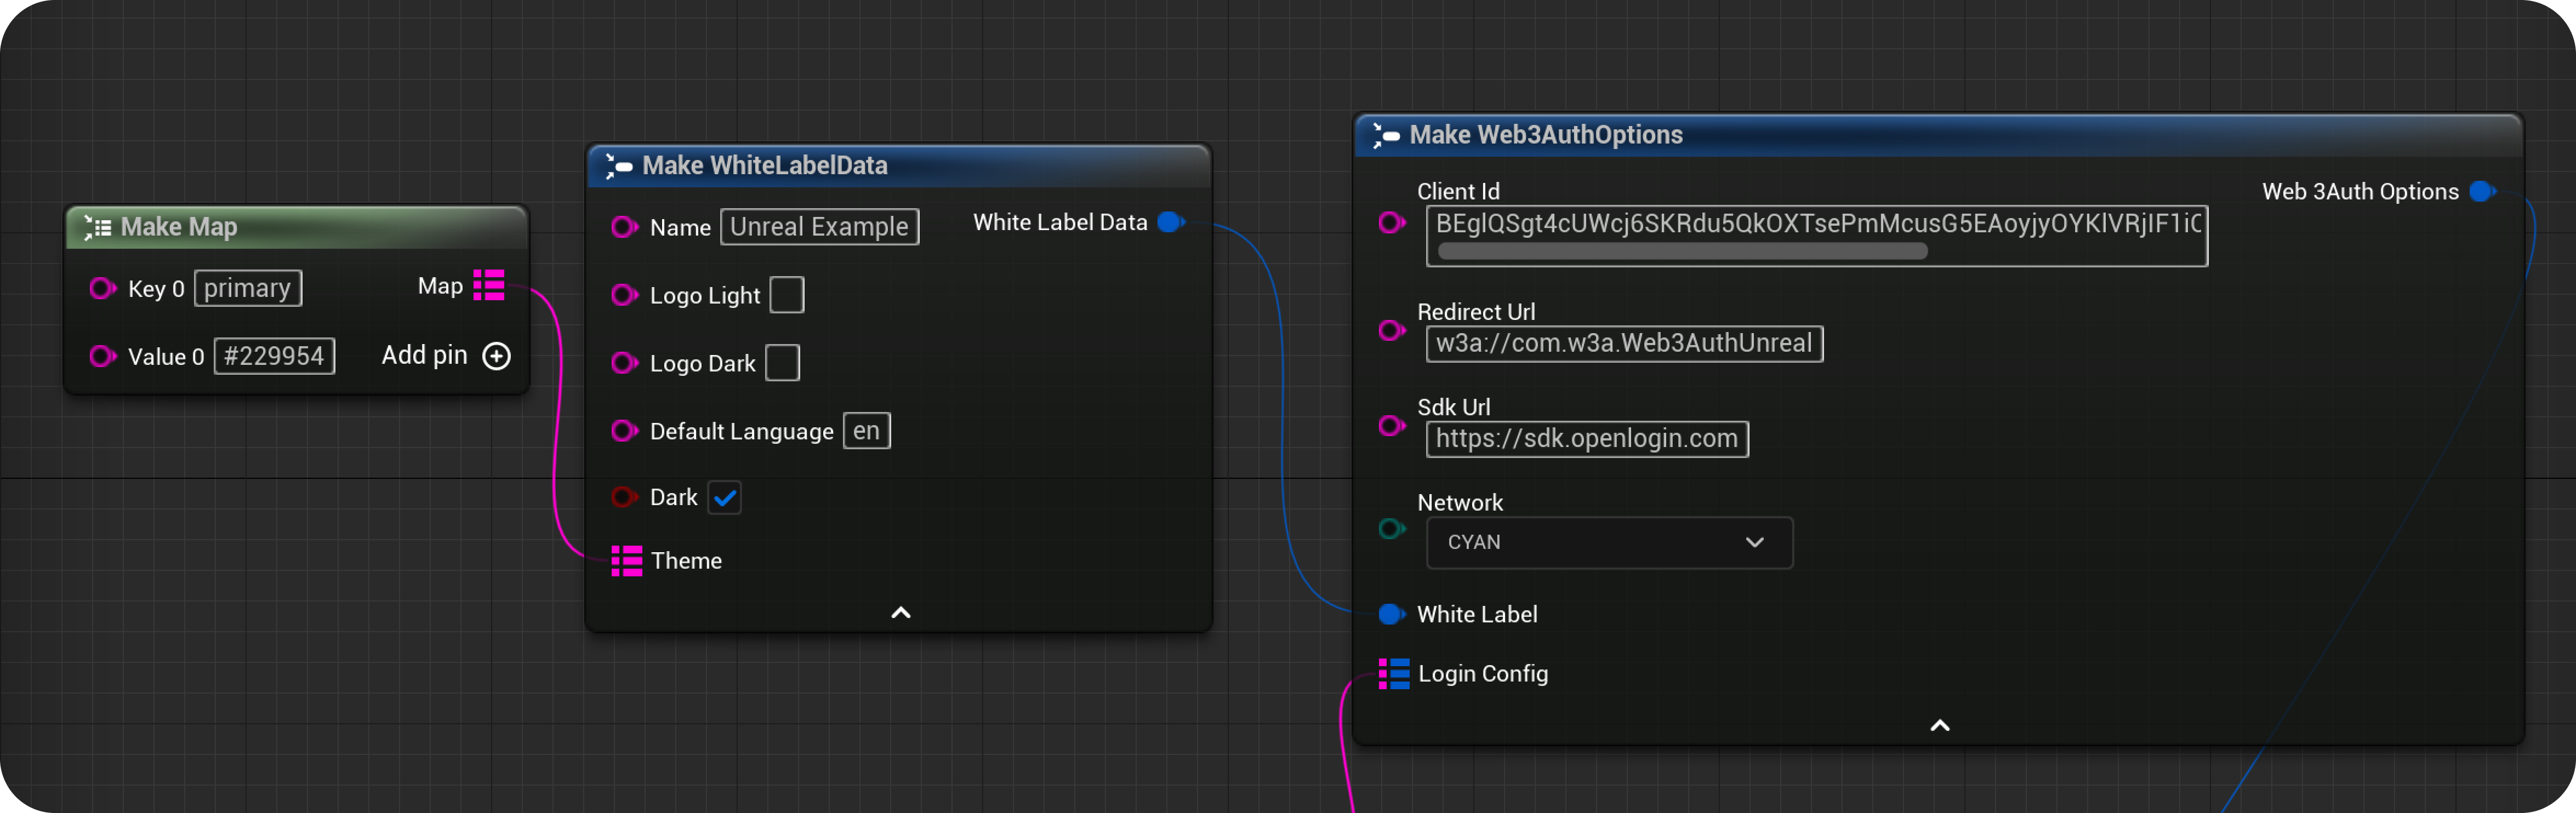 Make Map
Key 0 primary
Map
Value 0 #229954
Add pin
Make WhiteLabelData
Name Unreal Example
White Label Data
Logo Light
Logo Dark
Default Language en
Dark
Theme
Make Web3AuthOptions
Client Id
Web 3Auth Options
BEglQSgt4cUWcj6SKRdu5QkOXTsePmMcusG5EAoyjyOYKlVRjIF1iC
Redirect Url
w3a://com.w3a.Web3AuthUnreal
Sdk Url
https://sdk.openlogin.com
Network
CYAN
White Label
Login Config